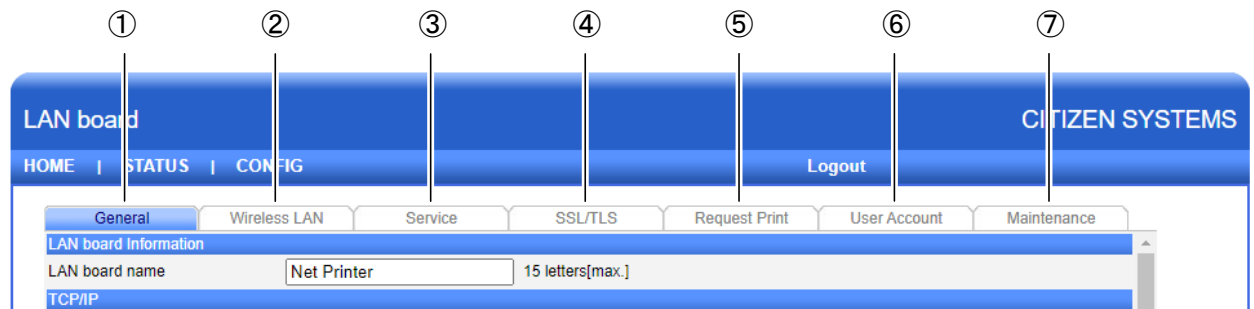 ① ② ③ ④ ⑤ ⑥ ⑦
LAN board CITIZEN SYSTEMS
HOME | STATUS | CONFIG Logout
General Wireless LAN Service SSL/TLS Request Print User Account Maintenance
LAN board Information
LAN board name Net Printer 15 letters[max.]
TCP/IP